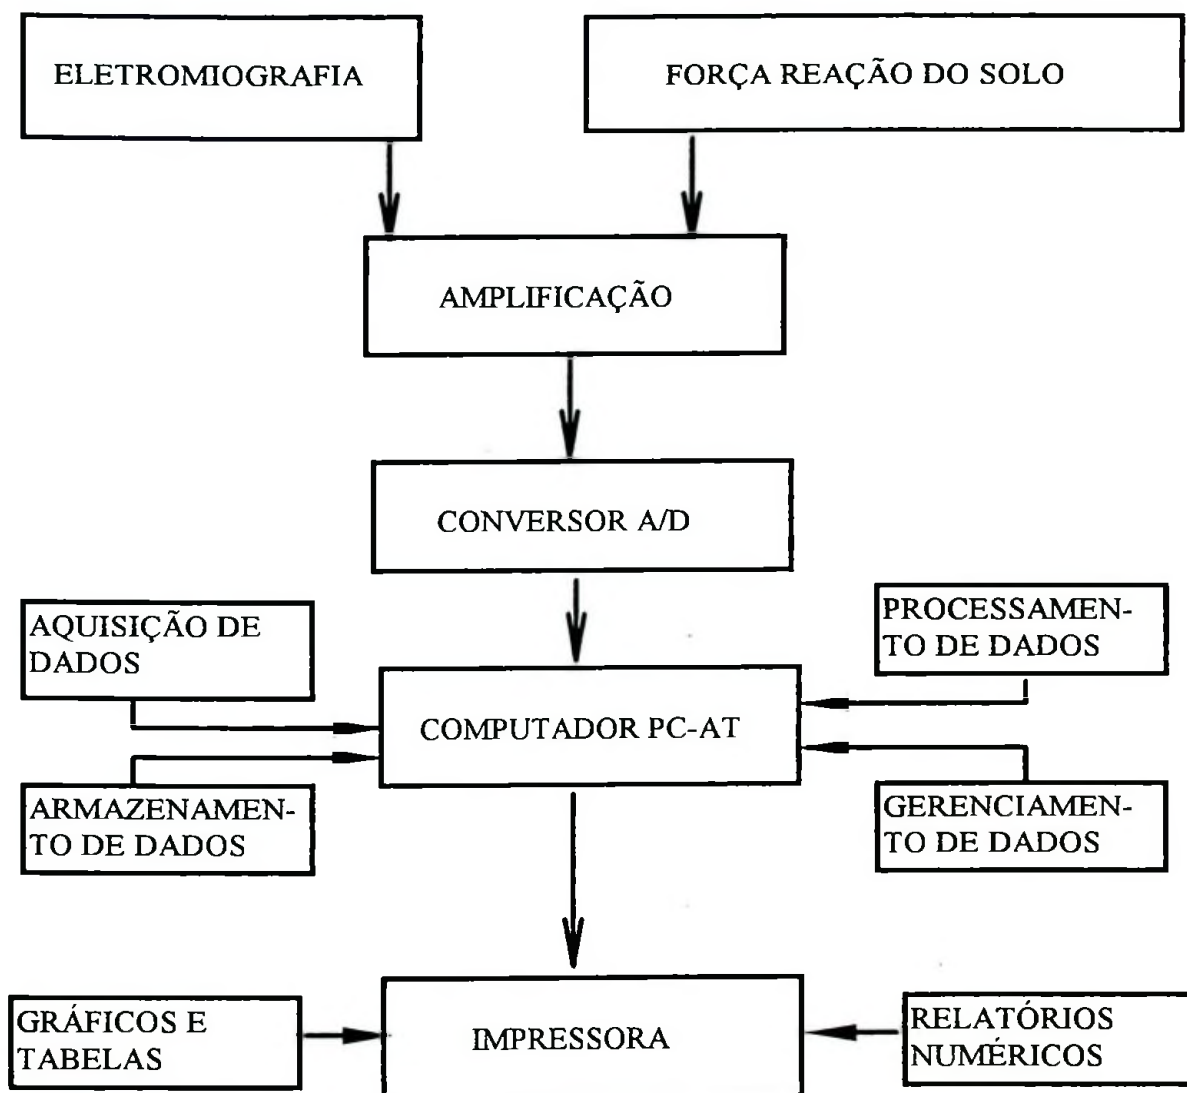 ELETROMIOGRAFIA
FORÇA REAÇÃO DO SOLO
AMPLIFICAÇÃO
CONVERSOR A/D
AQUISIÇÃO DE
DADOS
PROCESSAMEN-
TO DE DADOS
COMPUTADOR PC-AT
ARMAZENAMEN-
TO DE DADOS
GERENCIAMEN-
TO DE DADOS
GRÁFICOS E
TABELAS
IMPRESSORA
RELATÓRIOS
NUMÉRICOS